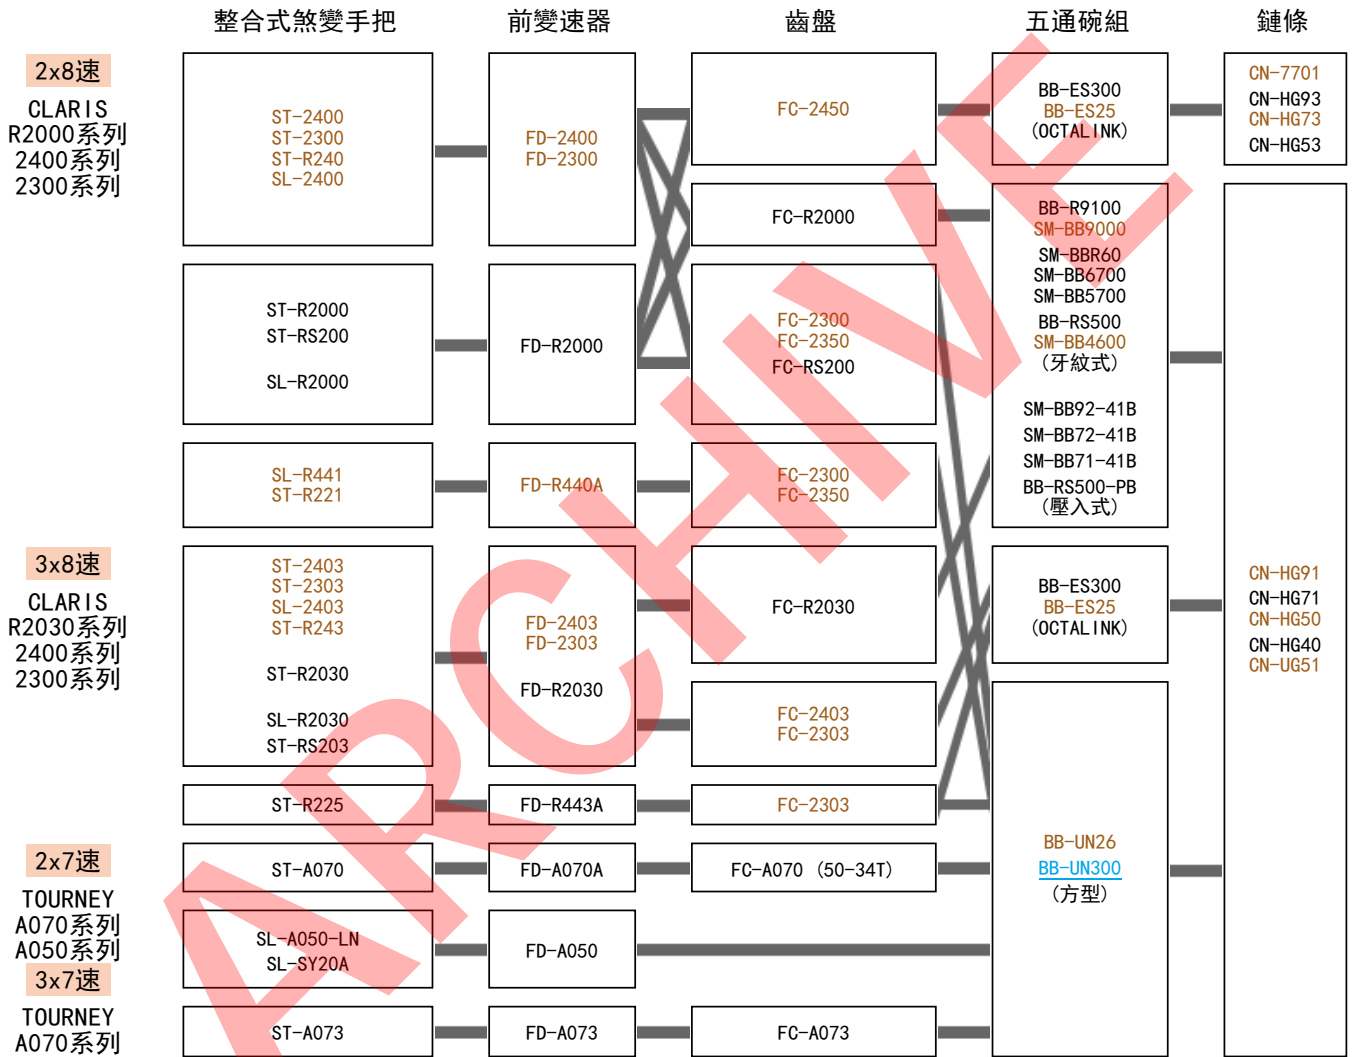 整合式煞變手把
前變速器
齒盤
五通碗組
鏈條
2x8速
CLARIS
R2000系列
2400系列
2300系列
ST-2400
ST-2300
ST-R240
SL-2400
FD-2400
FD-2300
FC-2450
BB-ES300
BB-ES25
(OCTALINK)
CN-7701
CN-HG93
CN-HG73
CN-HG53
FC-R2000
BB-R9100
SM-BB9000
SM-BBR60
SM-BB6700
SM-BB5700
BB-RS500
SM-BB4600
(牙紋式)
SM-BB92-41B
SM-BB72-41B
SM-BB71-41B
BB-RS500-PB
(壓入式)
ST-R2000
ST-RS200
SL-R2000
FD-R2000
FC-2300
FC-2350
FC-RS200
SL-R441
ST-R221
FD-R440A
FC-2300
FC-2350
3x8速
CLARIS
R2030系列
2400系列
2300系列
ST-2403
ST-2303
SL-2403
ST-R243
ST-R2030
SL-R2030
ST-RS203
FD-2403
FD-2303
FD-R2030
FC-R2030
BB-ES300
BB-ES25
(OCTALINK)
CN-HG91
CN-HG71
CN-HG50
CN-HG40
CN-UG51
FC-2403
FC-2303
ST-R225
FD-R443A
FC-2303
2x7速
TOURNEY
A070系列
A050系列
ST-A070
FD-A070A
FC-A070 (50-34T)
BB-UN26
BB-UN300
(方型)
SL-A050-LN
SL-SY20A
FD-A050
3x7速
TOURNEY
A070系列
ST-A073
FD-A073
FC-A073
ARCHIVE